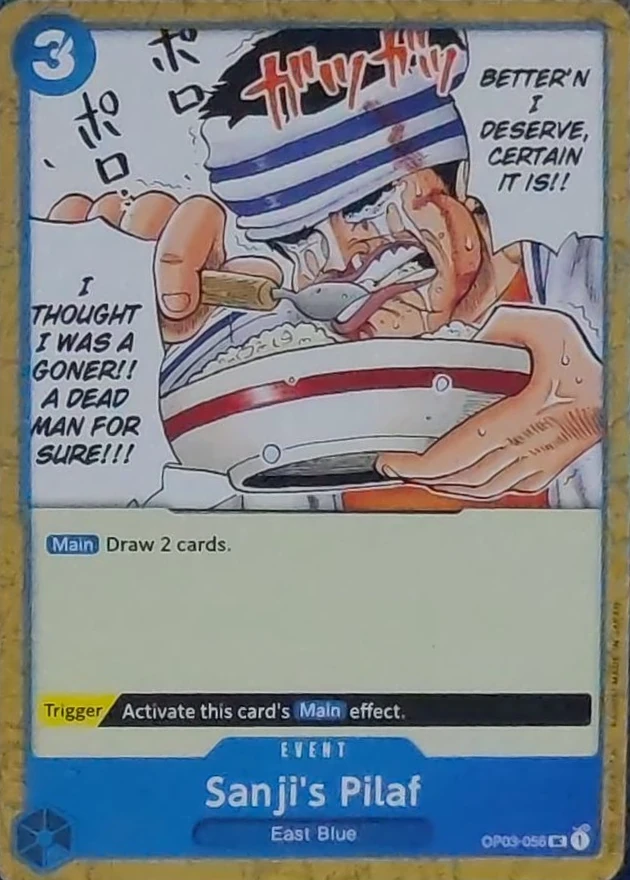 3
ポロ
ポロ
ガツガツ
BETTER'N
I
DESERVE,
CERTAIN
IT IS!!
I
THOUGHT
I WAS A
GONER!!
A DEAD
MAN FOR
SURE!!!
Main Draw 2 cards.
Trigger Activate this card's Main effect.
EVENT
Sanji's Pilaf
East Blue
OP03-056 UC 1